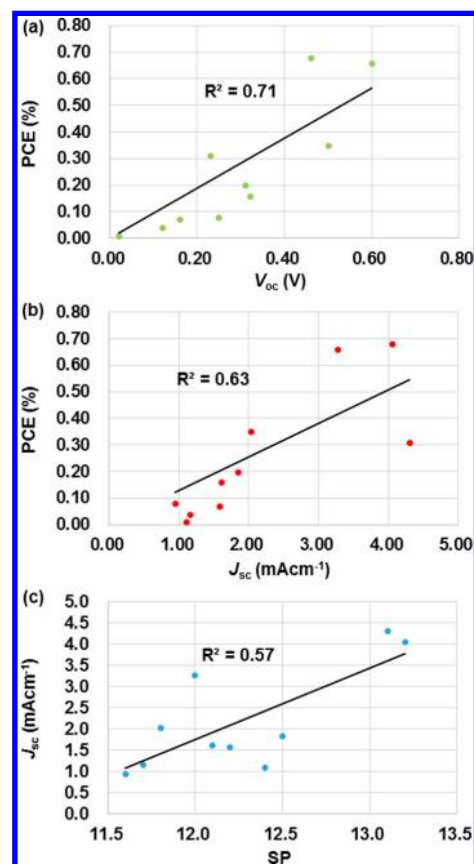 (a)
0.80
0.70
0.60
0.50
0.40
0.30
0.20
0.10
0.00
PCE (%)
R² = 0.71
0.00 0.20 0.40 0.60 0.80
Voc (V)
(b)
0.80
0.70
0.60
0.50
0.40
0.30
0.20
0.10
0.00
PCE (%)
R² = 0.63
0.00 1.00 2.00 3.00 4.00 5.00
Jsc (mAcm⁻¹)
(c)
5.0
4.5
4.0
3.5
3.0
2.5
2.0
1.5
1.0
0.5
0.0
Jsc (mAcm⁻¹)
R² = 0.57
11.5 12.0 12.5 13.0 13.5
SP